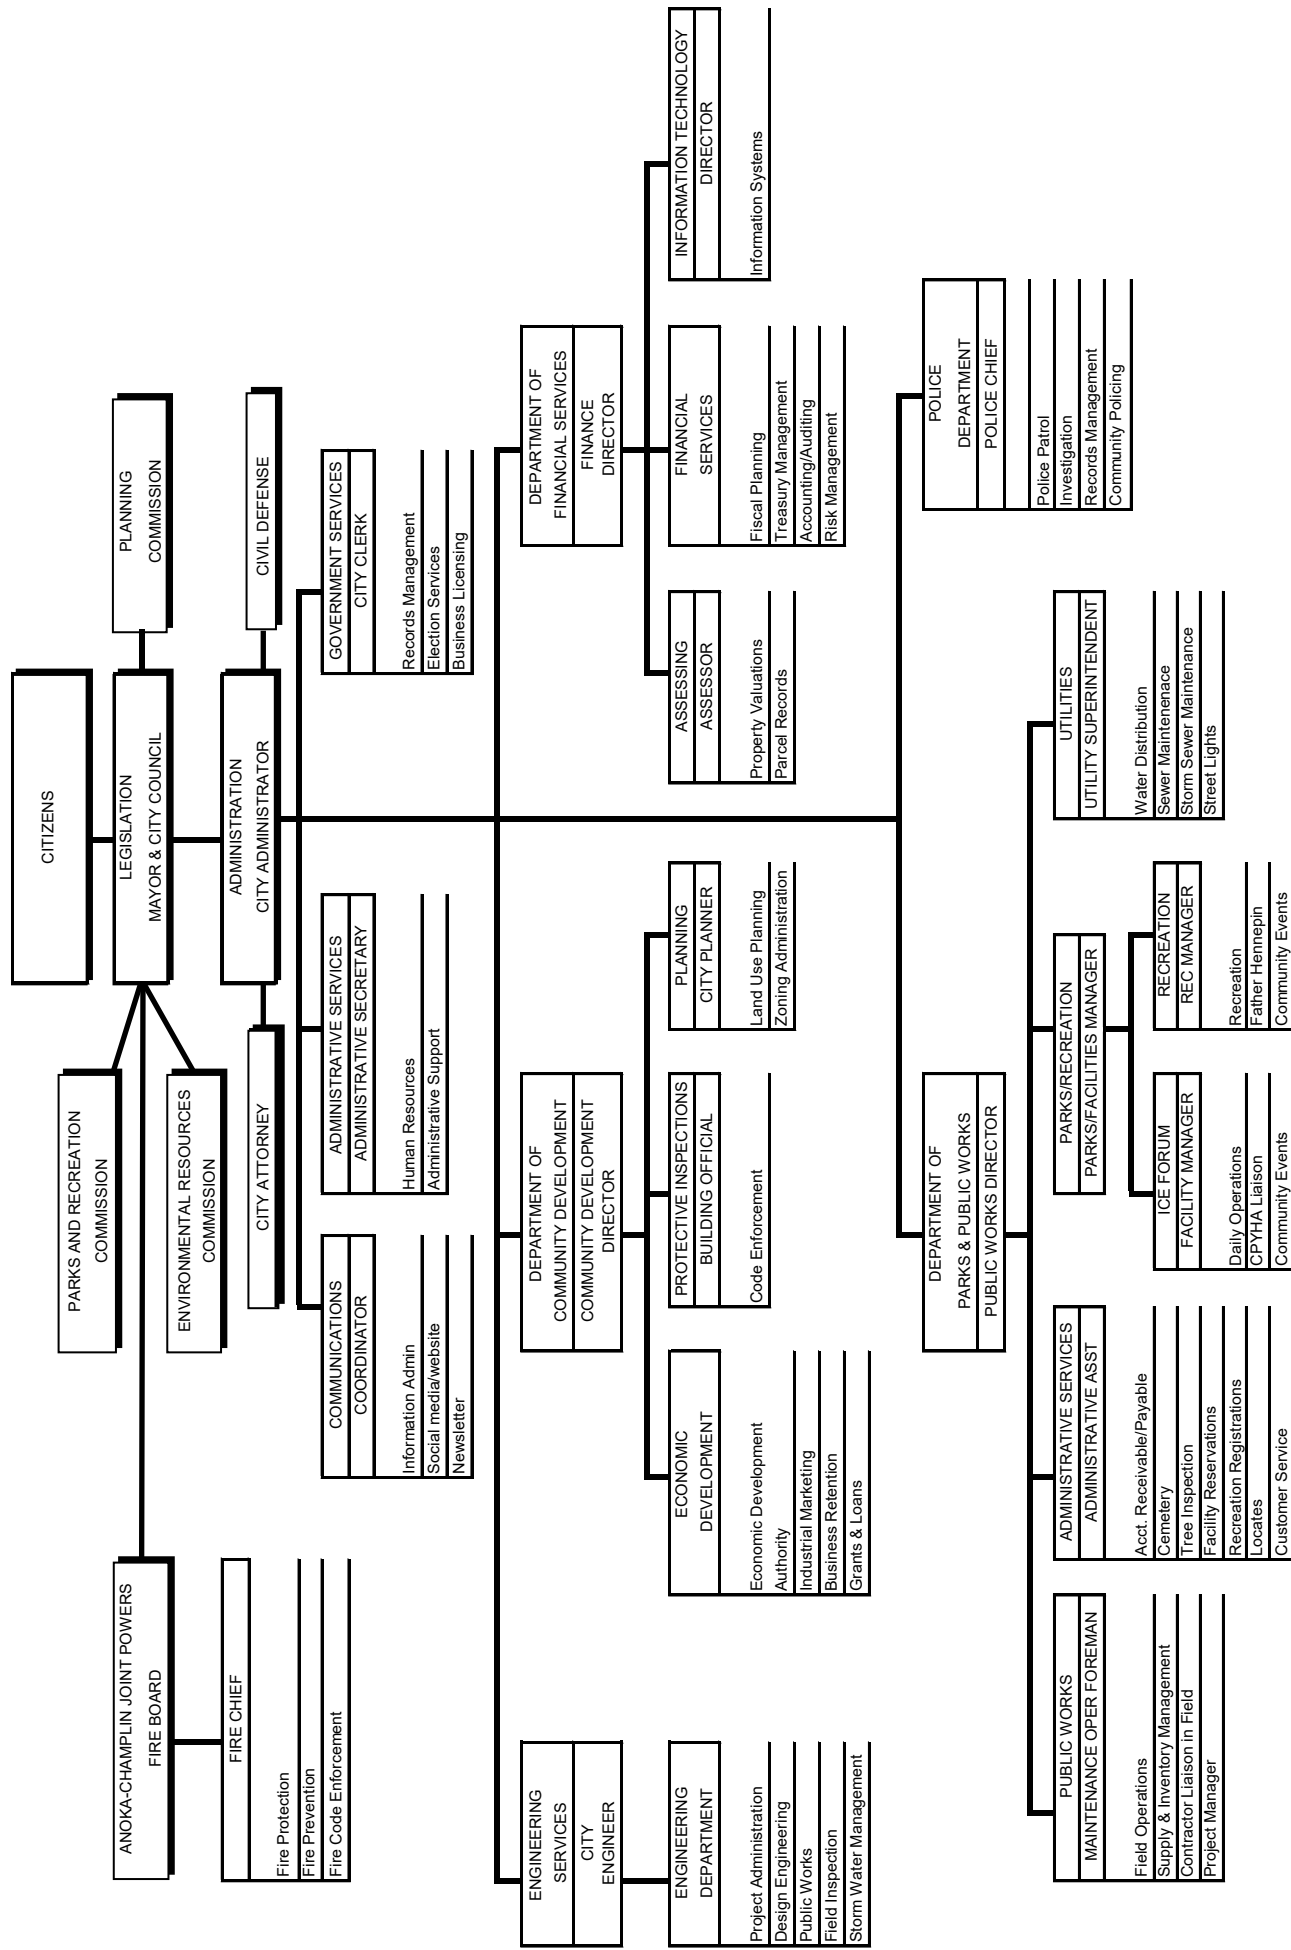 CITIZENS
PARKS AND RECREATION
COMMISSION
ANOKA-CHAMPLIN JOINT POWERS
FIRE BOARD
LEGISLATION
MAYOR & CITY COUNCIL
PLANNING
COMMISSION
ENVIRONMENTAL RESOURCES
COMMISSION
FIRE CHIEF
Fire Protection
Fire Prevention
Fire Code Enforcement
CITY ATTORNEY
ADMINISTRATION
CITY ADMINISTRATOR
CIVIL DEFENSE
COMMUNICATIONS
COORDINATOR
Information Admin
Social media/website
Newsletter
ADMINISTRATIVE SERVICES
ADMINISTRATIVE SECRETARY
Human Resources
Administrative Support
GOVERNMENT SERVICES
CITY CLERK
Records Management
Election Services
Business Licensing
ENGINEERING
SERVICES
CITY
ENGINEER
DEPARTMENT OF
COMMUNITY DEVELOPMENT
COMMUNITY DEVELOPMENT
DIRECTOR
DEPARTMENT OF
FINANCIAL SERVICES
FINANCE
DIRECTOR
ENGINEERING
DEPARTMENT
Project Administration
Design Engineering
Public Works
Field Inspection
Storm Water Management
ECONOMIC
DEVELOPMENT
Economic Development
Authority
Industrial Marketing
Business Retention
Grants & Loans
PROTECTIVE INSPECTIONS
BUILDING OFFICIAL
Code Enforcement
PLANNING
CITY PLANNER
Land Use Planning
Zoning Administration
ASSESSING
ASSESSOR
Property Valuations
Parcel Records
FINANCIAL
SERVICES
Fiscal Planning
Treasury Management
Accounting/Auditing
Risk Management
INFORMATION TECHNOLOGY
DIRECTOR
Information Systems
DEPARTMENT OF
PARKS & PUBLIC WORKS
PUBLIC WORKS DIRECTOR
POLICE
DEPARTMENT
POLICE CHIEF
Police Patrol
Investigation
Records Management
Community Policing
PUBLIC WORKS
MAINTENANCE OPER FOREMAN
Field Operations
Supply & Inventory Management
Contractor Liaison in Field
Project Manager
ADMINISTRATIVE SERVICES
ADMINISTRATIVE ASST
Acct. Receivable/Payable
Cemetery
Tree Inspection
Facility Reservations
Recreation Registrations
Locates
Customer Service
PARKS/RECREATION
PARKS/FACILITIES MANAGER
ICE FORUM
FACILITY MANAGER
Daily Operations
CPYHA Liaison
Community Events
RECREATION
REC MANAGER
Recreation
Father Hennepin
Community Events
UTILITIES
UTILITY SUPERINTENDENT
Water Distribution
Sewer Maintenenace
Storm Sewer Maintenance
Street Lights